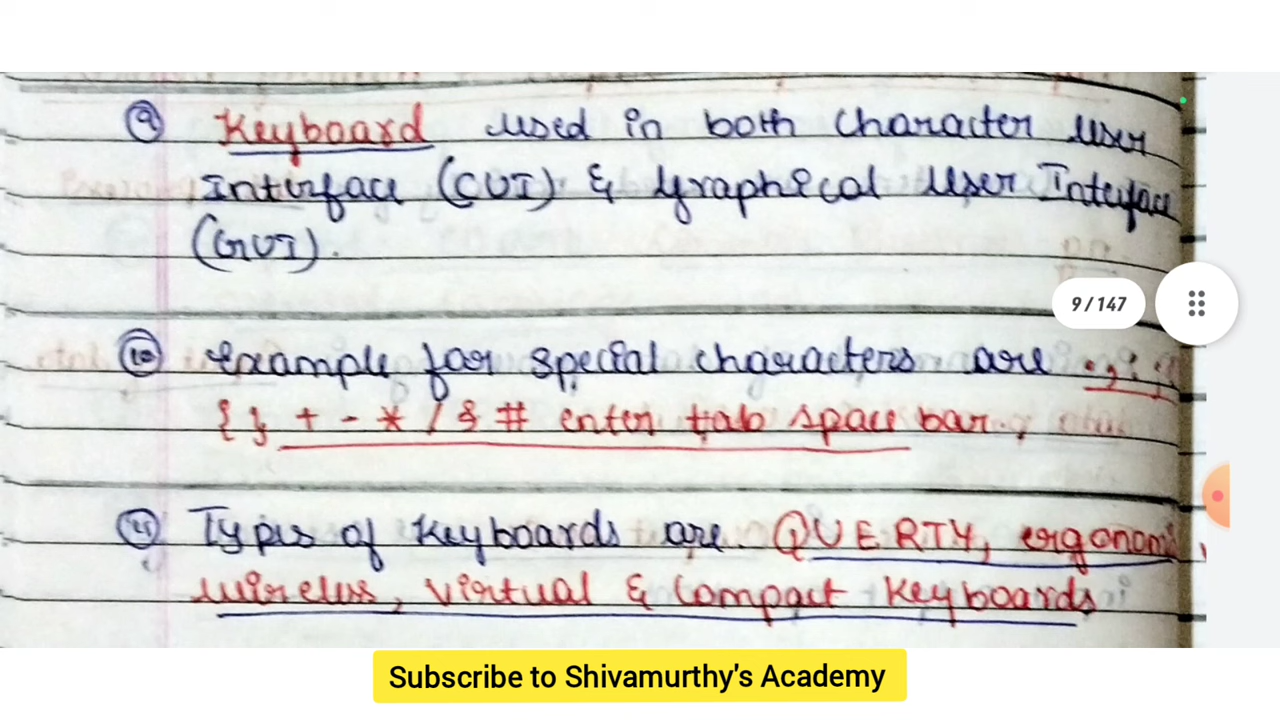 9 Keyboard used in both Character User
Interface (CUI) & Graphical User Interface
(GUI).
9 / 147
10 example for special characters are . , ; :
{ } + - * / & # enter tab space bar.
11 Types of Keyboards are QUERTY, ergonomi
wireless, virtual & Compact Keyboards
Subscribe to Shivamurthy's Academy